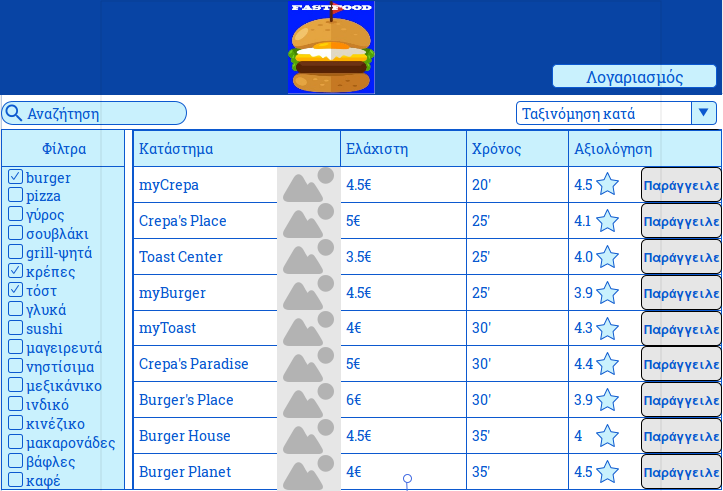 FASTFOOD
Λογαριασμός
Αναζήτηση
Ταξινόμηση κατά
Φίλτρα
burger
pizza
γύρος
σουβλάκι
grill-ψητά
κρέπες
τόστ
γλυκά
sushi
μαγειρευτά
νηστίσιμα
μεξικάνικο
ινδικό
κινέζικο
μακαρονάδες
βάφλες
καφέ
Κατάστημα Ελάχιστη Χρόνος Αξιολόγηση
myCrepa 4.5€ 20' 4.5 Παράγγειλε
Crepa's Place 5€ 25' 4.1 Παράγγειλε
Toast Center 3.5€ 25' 4.0 Παράγγειλε
myBurger 4.5€ 25' 3.9 Παράγγειλε
myToast 4€ 30' 4.3 Παράγγειλε
Crepa's Paradise 5€ 30' 4.4 Παράγγειλε
Burger's Place 6€ 30' 3.9 Παράγγειλε
Burger House 4.5€ 35' 4 Παράγγειλε
Burger Planet 4€ 35' 4.5 Παράγγειλε